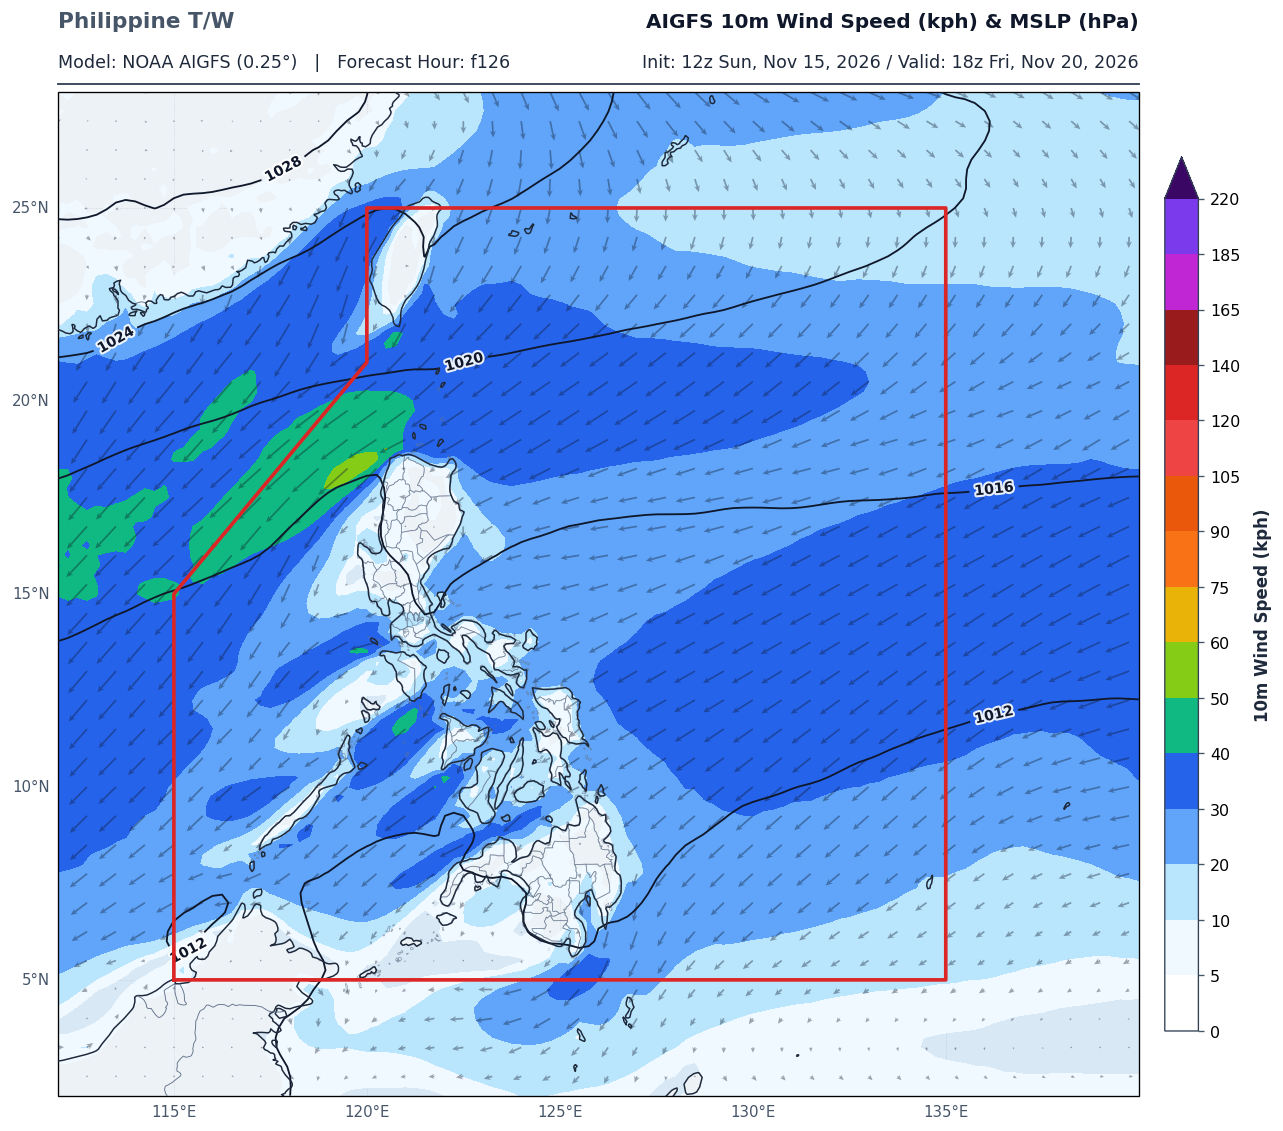 Philippine T/W
AIGFS 10m Wind Speed (kph) & MSLP (hPa)
Model: NOAA AIGFS (0.25°) | Forecast Hour: f126
Init: 12z Sun, Nov 15, 2026 / Valid: 18z Fri, Nov 20, 2026
1028
1024
1020
1016
1012
1012
25°N
20°N
15°N
10°N
5°N
115°E
120°E
125°E
130°E
135°E
220
185
165
140
120
105
90
75
60
50
40
30
20
10
5
0
10m Wind Speed (kph)